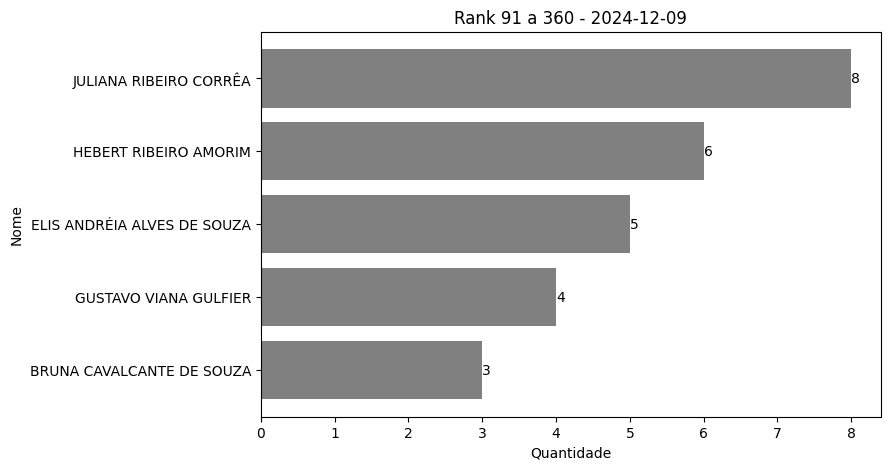 Rank 91 a 360 - 2024-12-09
Nome
JULIANA RIBEIRO CORRÊA
8
HEBERT RIBEIRO AMORIM
6
ELIS ANDRÉIA ALVES DE SOUZA
5
GUSTAVO VIANA GULFIER
4
BRUNA CAVALCANTE DE SOUZA
3
0 1 2 3 4 5 6 7 8
Quantidade